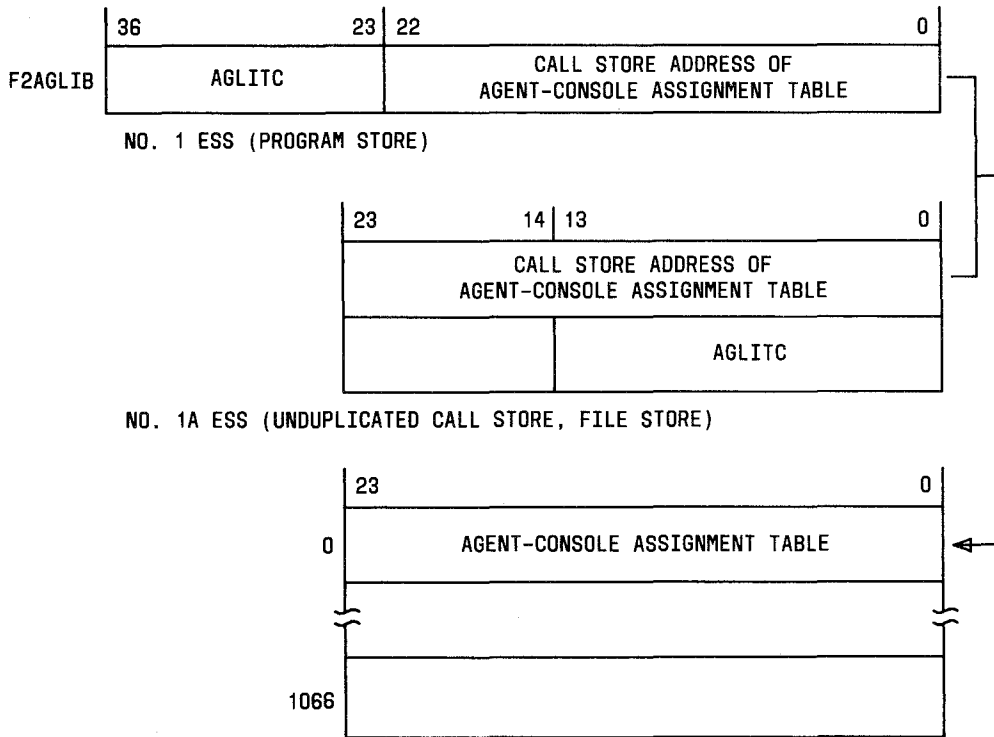 36 23 22 0
F2AGLIB AGLITC CALL STORE ADDRESS OF
AGENT-CONSOLE ASSIGNMENT TABLE
NO. 1 ESS (PROGRAM STORE)
23 14 13 0
CALL STORE ADDRESS OF
AGENT-CONSOLE ASSIGNMENT TABLE
AGLITC
NO. 1A ESS (UNDUPLICATED CALL STORE, FILE STORE)
23 0
0 AGENT-CONSOLE ASSIGNMENT TABLE
1066